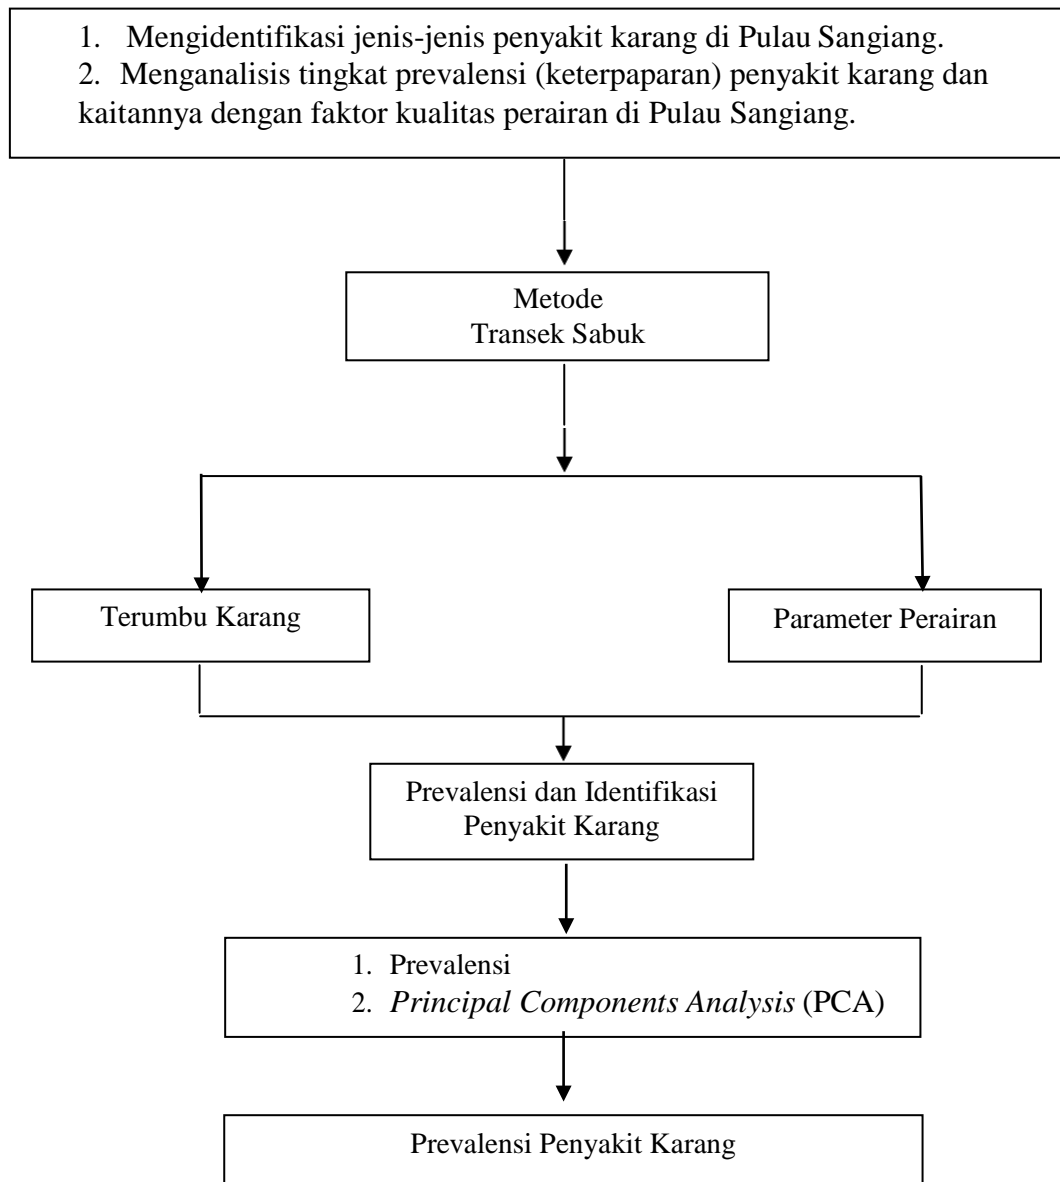 1. Mengidentifikasi jenis-jenis penyakit karang di Pulau Sangiang.
2. Menganalisis tingkat prevalensi (keterpaparan) penyakit karang dan
kaitannya dengan faktor kualitas perairan di Pulau Sangiang.
Metode
Transek Sabuk
Terumbu Karang
Parameter Perairan
Prevalensi dan Identifikasi
Penyakit Karang
1. Prevalensi
2. Principal Components Analysis (PCA)
Prevalensi Penyakit Karang